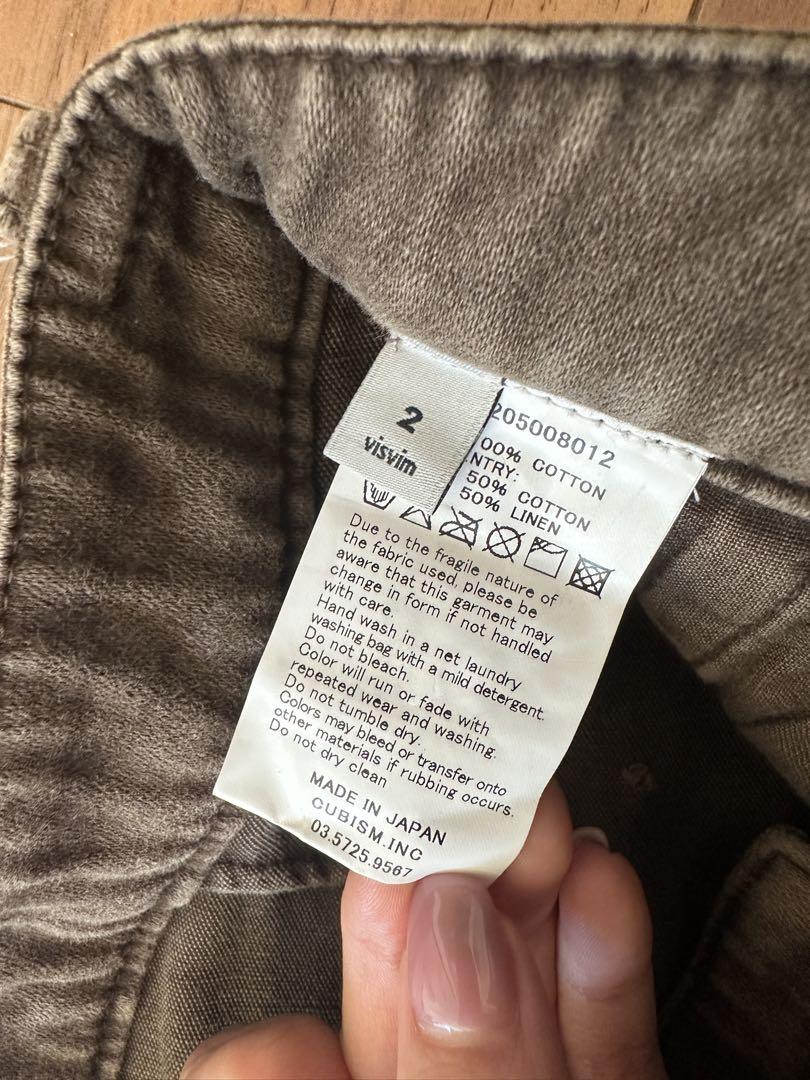 2
visvim
205008012
00% COTTON
NTRY:
50% COTTON
50% LINEN
Due to the fragile nature of
the fabric used, please be
aware that this garment may
change in form if not handled
with care.
Hand wash in a net laundry
washing bag with a mild detergent.
Do not bleach.
Color will run or fade with
repeated wear and washing.
Do not tumble dry.
Colors may bleed or transfer onto
other materials if rubbing occurs.
Do not dry clean
MADE IN JAPAN
CUBISM.INC
03.5725.9567